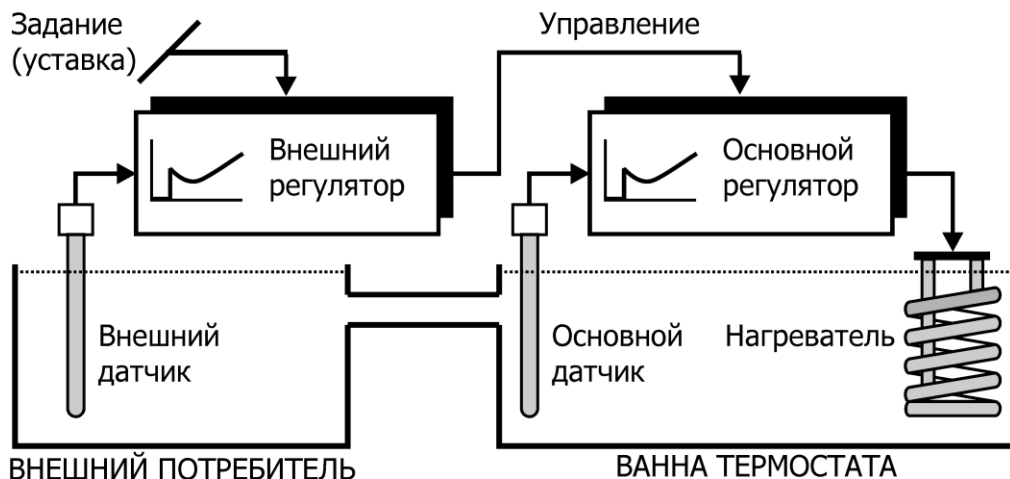 Задание
(уставка)
Управление
Внешний
регулятор
Основной
регулятор
Внешний
датчик
Основной
датчик
Нагреватель
ВНЕШНИЙ ПОТРЕБИТЕЛЬ
ВАННА ТЕРМОСТАТА